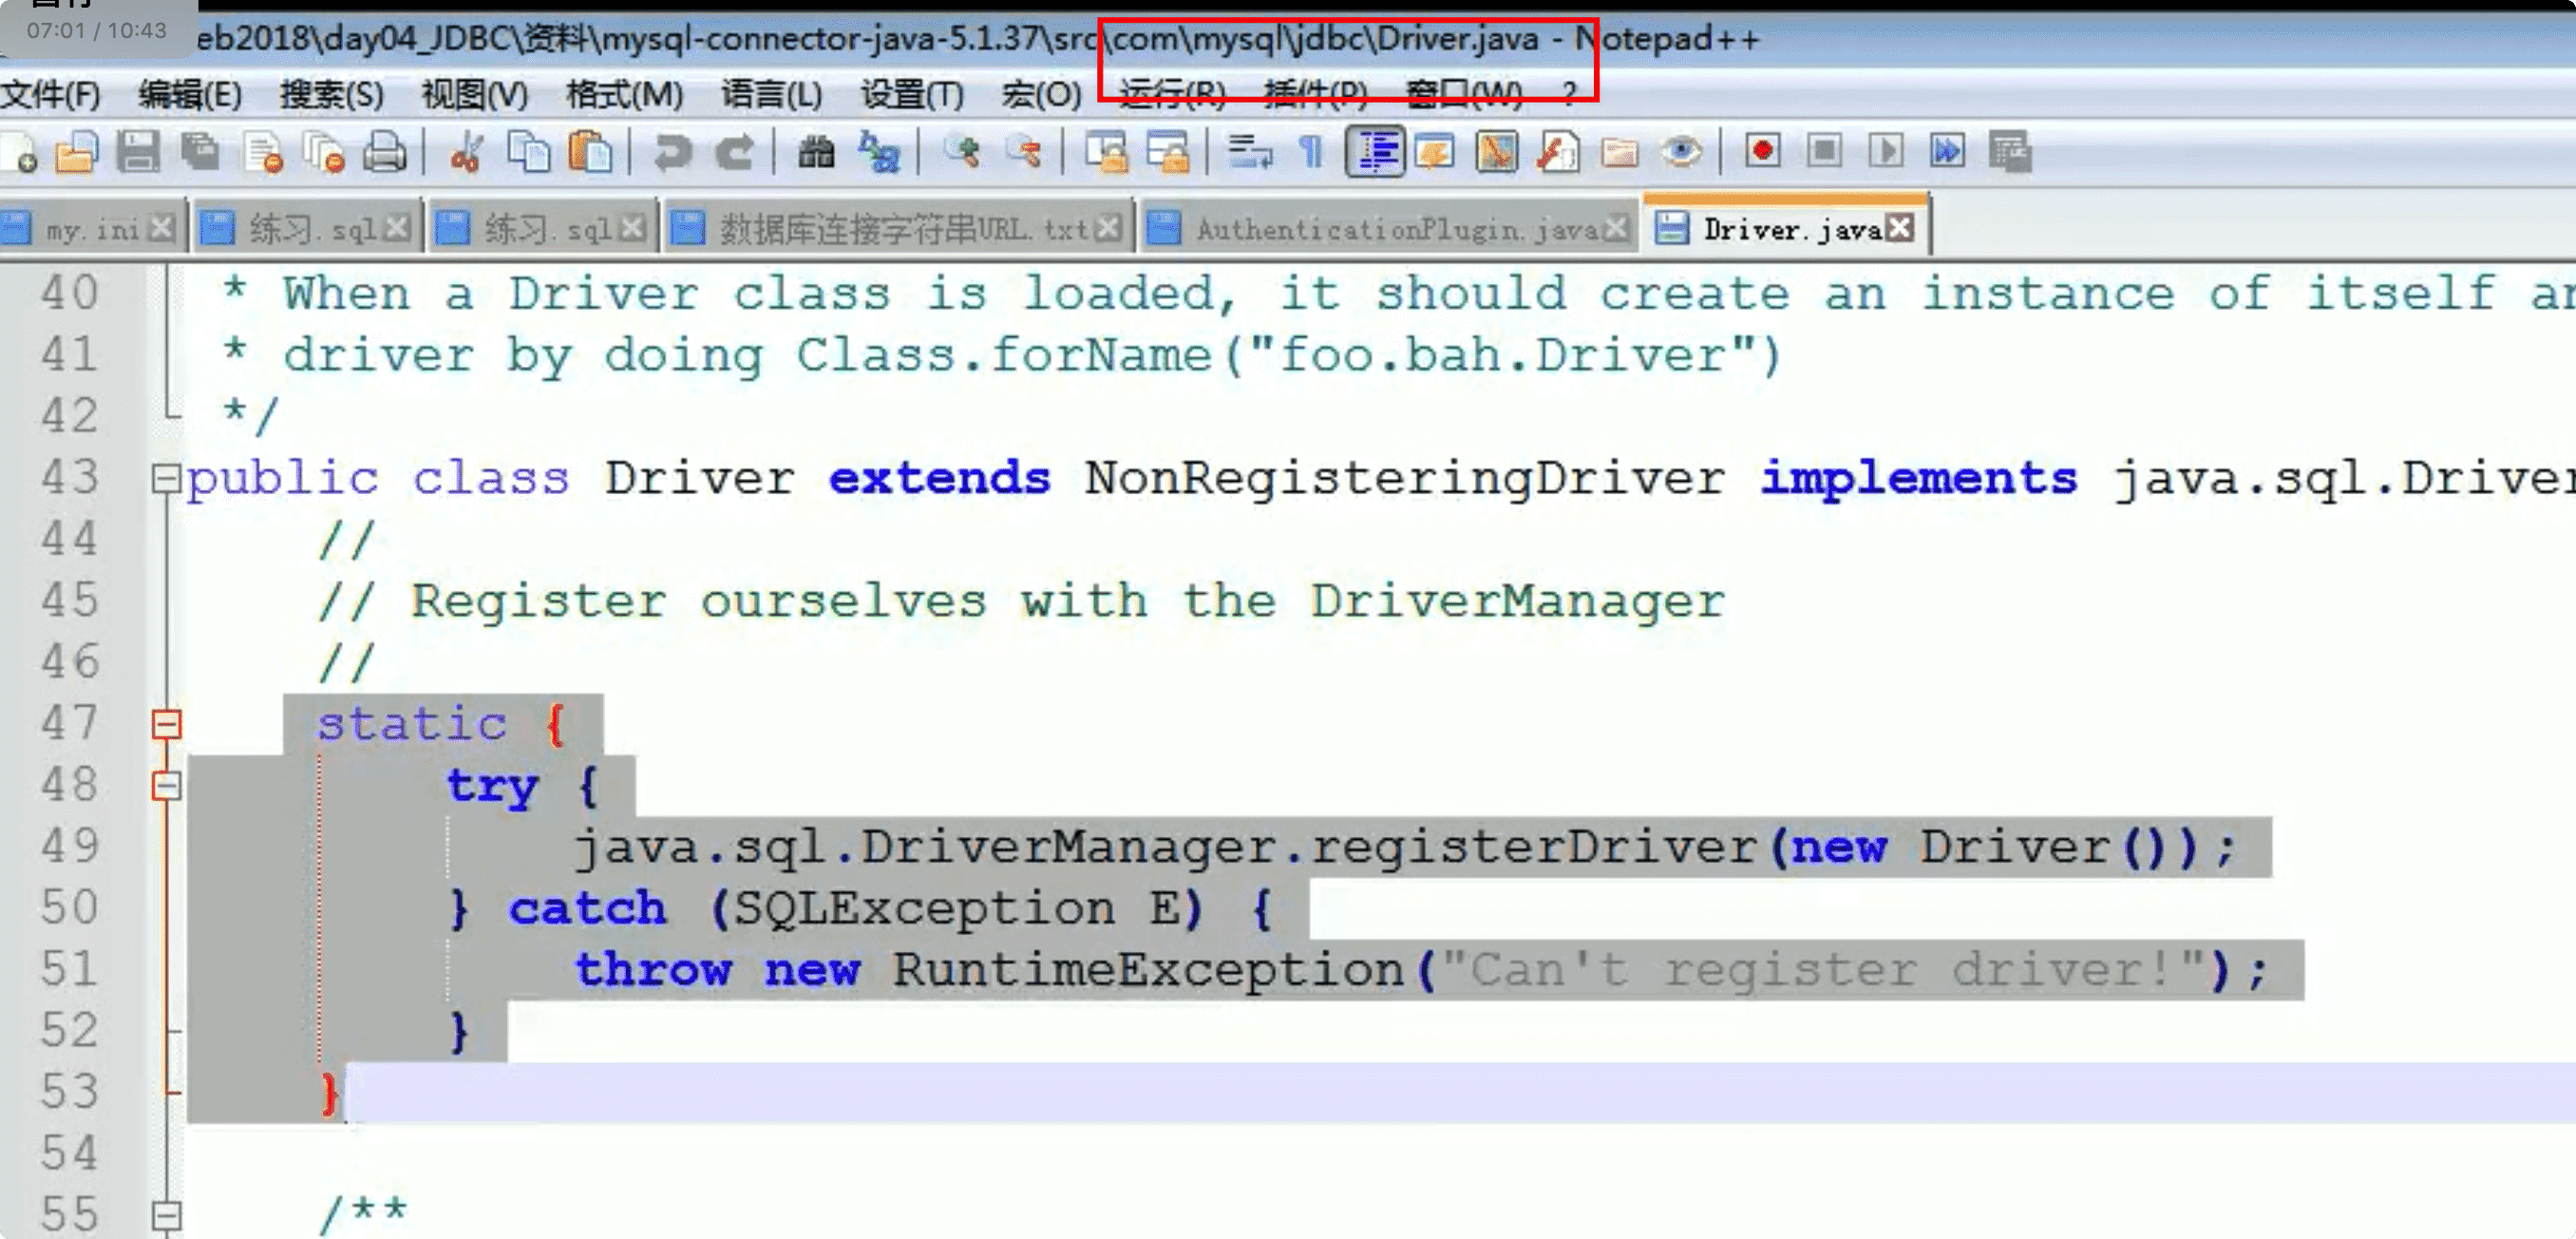 07:01 / 10:43
eb2018\day04_JDBC\资料\mysql-connector-java-5.1.37\src\com\mysql\jdbc\Driver.java - Notepad++
文件(F) 编辑(E) 搜索(S) 视图(V) 格式(M) 语言(L) 设置(T) 宏(O) 运行(R) 插件(P) 窗口(W) ?
my.ini 练习.sql 练习.sql 数据库连接字符串URL.txt AuthenticationPlugin.java Driver.java
40 * When a Driver class is loaded, it should create an instance of itself an
41 * driver by doing Class.forName("foo.bah.Driver")
42 */
43 public class Driver extends NonRegisteringDriver implements java.sql.Driver
44 //
45 // Register ourselves with the DriverManager
46 //
47 static {
48 try {
49 java.sql.DriverManager.registerDriver(new Driver());
50 } catch (SQLException E) {
51 throw new RuntimeException("Can't register driver!");
52 }
53 }
54
55 /**